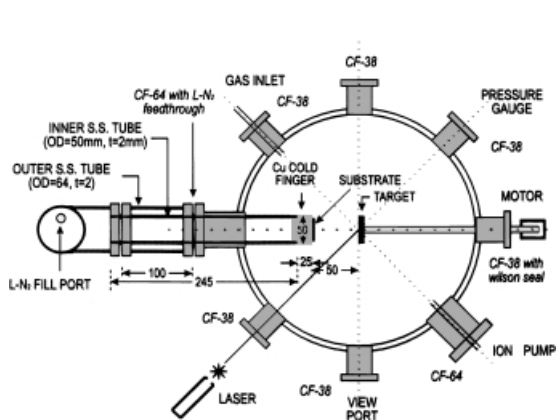 CF-38
GAS INLET
CF-38
PRESSURE
GAUGE
CF-38
CF-64 with L-N₂
feedthrough
INNER S.S. TUBE
(OD=50mm, t=2mm)
OUTER S.S. TUBE
(OD=64, t=2)
Cu COLD
FINGER
SUBSTRATE
TARGET
MOTOR
50
CF-38 with
wilson seal
L-N₂ FILL PORT
100
245
25
50
CF-38
CF-38
LASER
VIEW
PORT
CF-64
ION PUMP